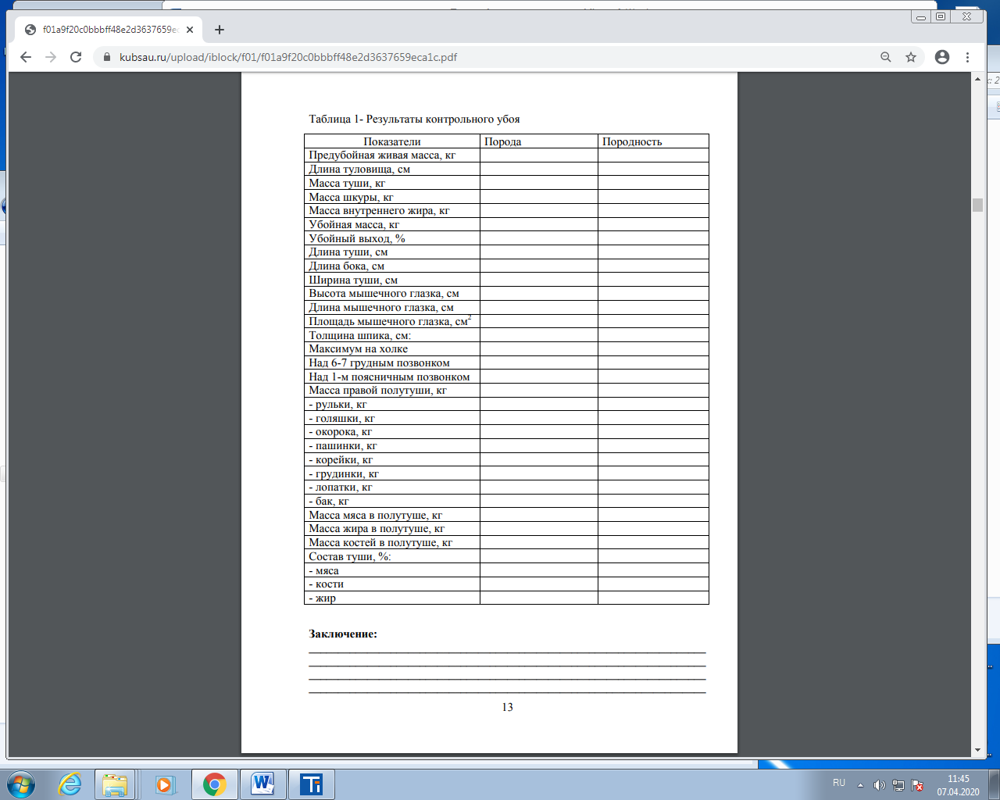 f01a9f20c0bbbff48e2d3637659e
kubsau.ru/upload/iblock/f01/f01a9f20c0bbbff48e2d3637659eca1c.pdf
Таблица 1- Результаты контрольного убоя
Показатели Порода Породность
Предубойная живая масса, кг
Длина туловища, см
Масса туши, кг
Масса шкуры, кг
Масса внутреннего жира, кг
Убойная масса, кг
Убойный выход, %
Длина туши, см
Длина бока, см
Ширина туши, см
Высота мышечного глазка, см
Длина мышечного глазка, см
Площадь мышечного глазка, см²
Толщина шпика, см:
Максимум на холке
Над 6-7 грудным позвонком
Над 1-м поясничным позвонком
Масса правой полутуши, кг
- рульки, кг
- голяшки, кг
- окорока, кг
- пашинки, кг
- корейки, кг
- грудинки, кг
- лопатки, кг
- бак, кг
Масса мяса в полутуше, кг
Масса жира в полутуше, кг
Масса костей в полутуше, кг
Состав туши, %:
- мяса
- кости
- жир
Заключение:
13
RU
11:45
07.04.2020